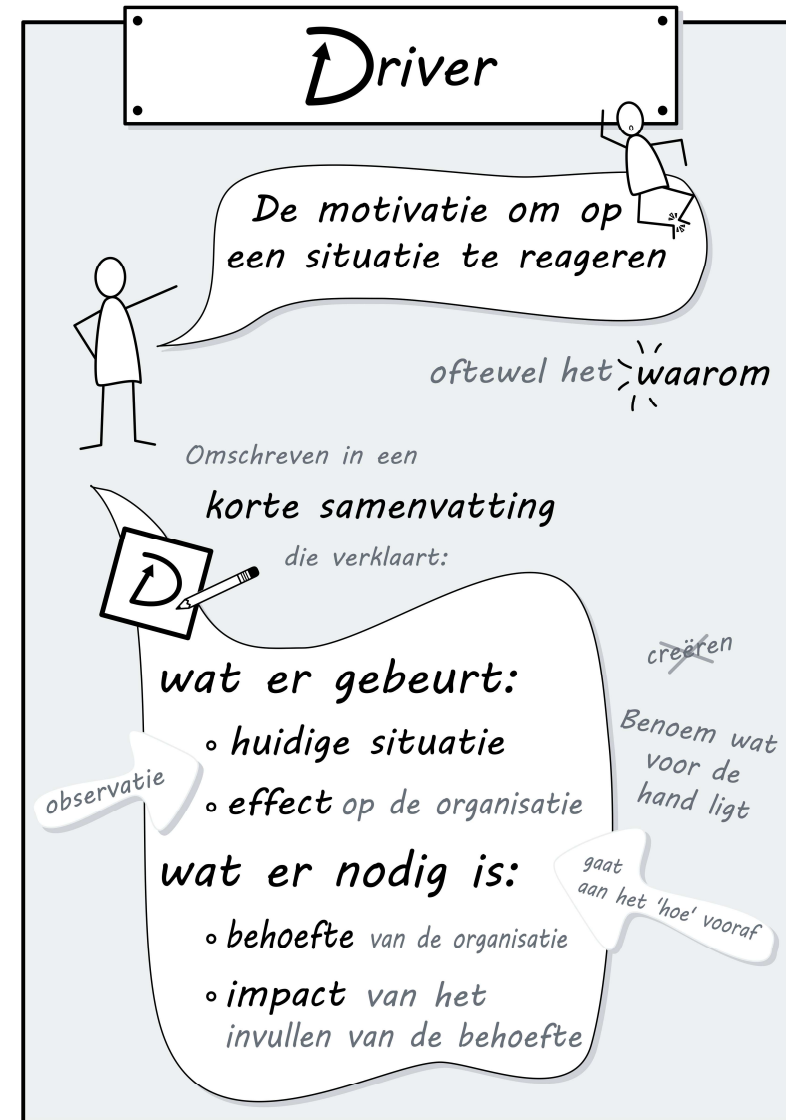 Driver
De motivatie om op
een situatie te reageren
oftewel het waarom
Omschreven in een
korte samenvatting
die verklaart:
D
wat er gebeurt:
huidige situatie
effect op de organisatie
observatie
creëren
Benoem wat
voor de
hand ligt
wat er nodig is:
gaat
aan het 'hoe' vooraf
behoefte van de organisatie
impact van het
invullen van de behoefte